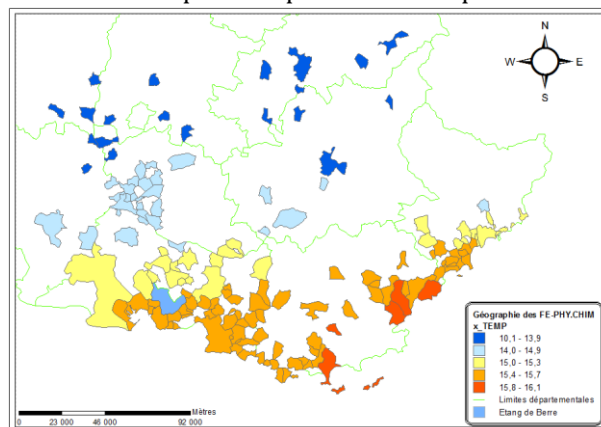 N
W E
S
Géographie des FE-PHY.CHIM
x_TEMP
10,1 - 13,9
14,0 - 14,9
15,0 - 15,3
15,4 - 15,7
15,8 - 16,1
Limites départementales
Etang de Berre
Mètres
0 23 000 46 000 92 000